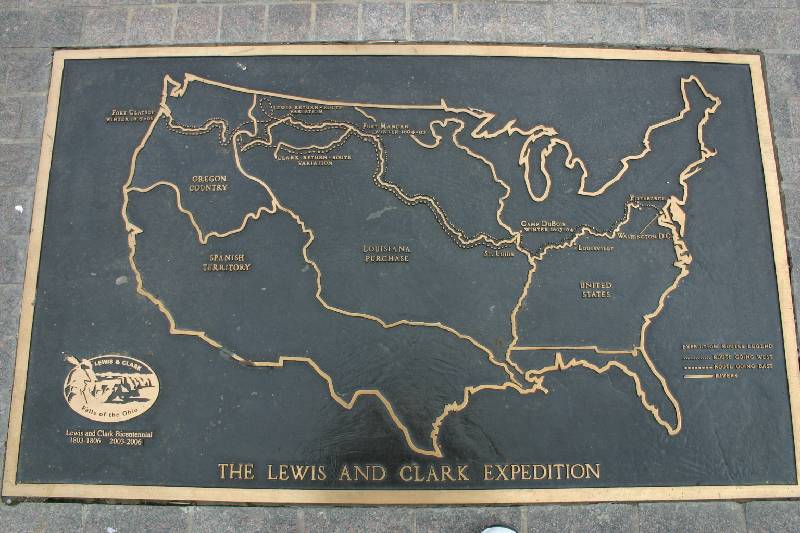 FORT CLATSOP
WINTER 1805-06
LEWIS RETURN-ROUTE
VARIATION
FORT MANDAN
WINTER 1804-05
CLARK RETURN-ROUTE
VARIATION
OREGON
COUNTRY
SPANISH
TERRITORY
LOUISIANA
PURCHASE
CAMP DUBOIS
WINTER 1803-04
ST. LOUIS
LOUISVILLE
PITTSBURGH
WASHINGTON D.C.
UNITED
STATES
EXPEDITION ROUTES LEGEND
ROUTE GOING WEST
ROUTE GOING EAST
RIVERS
LEWIS & CLARK
Falls of the Ohio
Lewis and Clark Bicentennial
1803-1806 2003-2006
THE LEWIS AND CLARK EXPEDITION